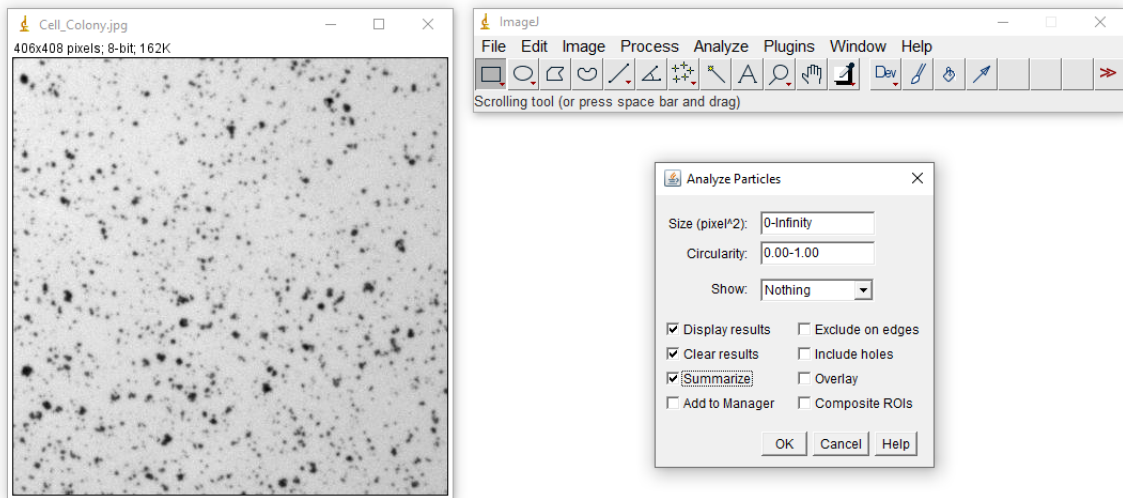 Cell_Colony.jpg
406x408 pixels; 8-bit; 162K
ImageJ
File Edit Image Process Analyze Plugins Window Help
A Dev
Scrolling tool (or press space bar and drag)
Analyze Particles
Size (pixel^2): 0-Infinity
Circularity: 0.00-1.00
Show: Nothing
Display results Exclude on edges
Clear results Include holes
Summarize Overlay
Add to Manager Composite ROIs
OK Cancel Help